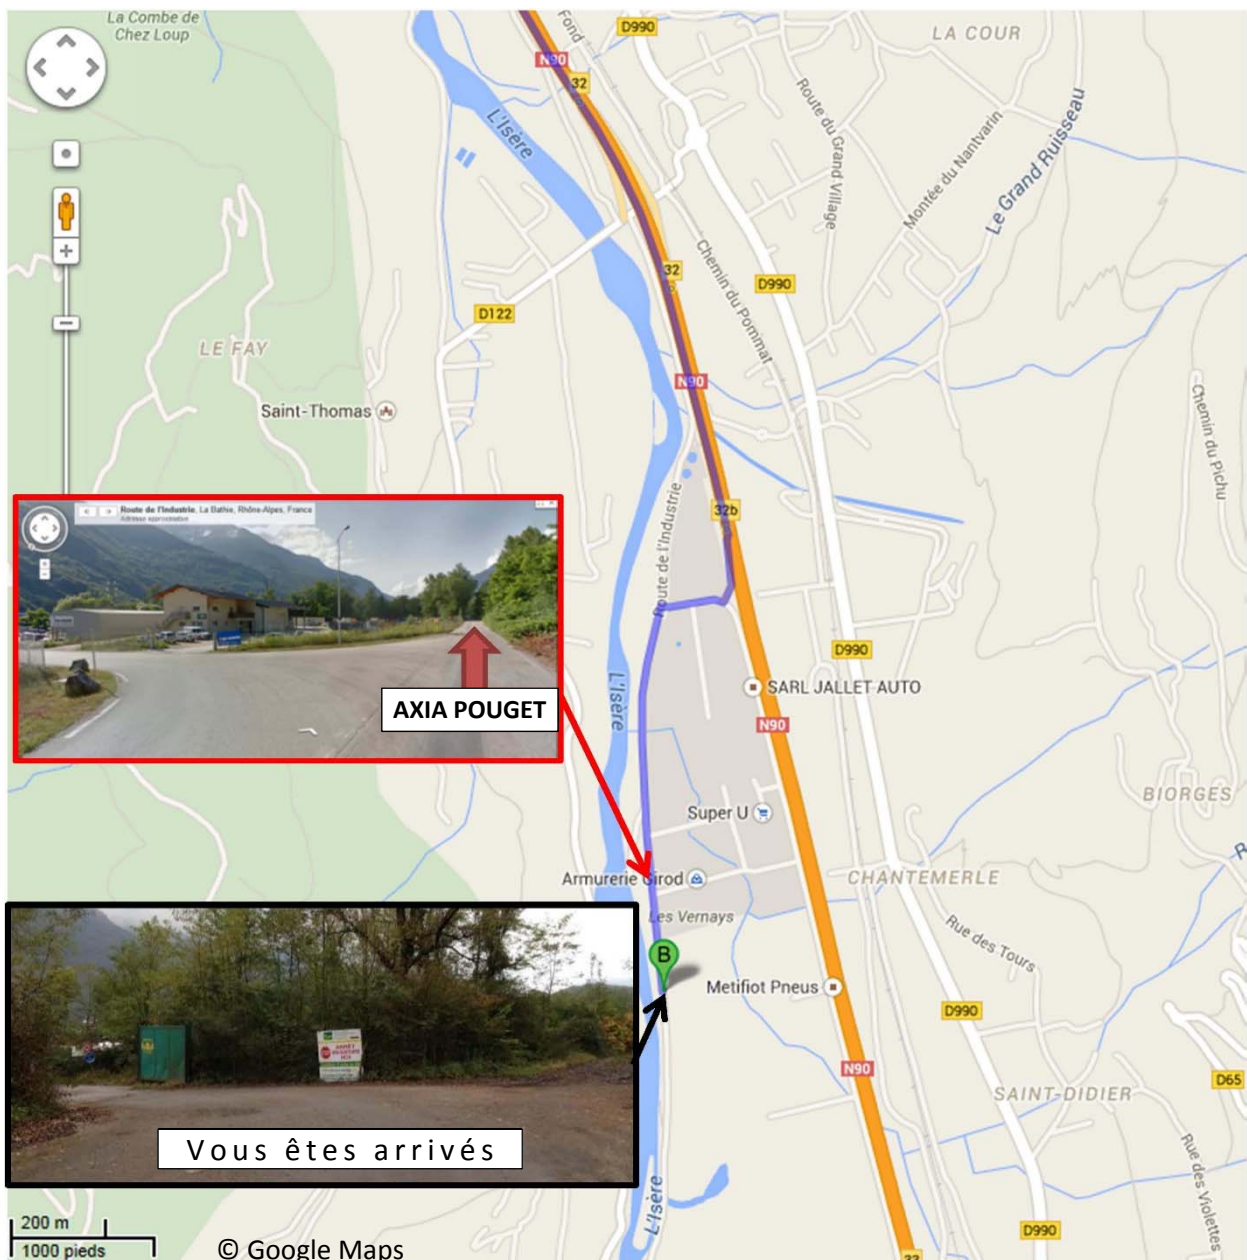 La Combe de
Chez Loup
Fond
D990
LA COUR
N90
32
L'Isère
Route du Grand Village
Montée du Nantvarin
Le Grand Ruisseau
32
Chemin du Pommat
D990
D122
LE FAY
N90
Saint-Thomas
Chemin du Pichu
Route de l'Industrie
32b
Route de l'Industrie, La Bathie, Rhône-Alpes, France
Adresse approximative
D990
L'Isère
SARL JALLET AUTO
AXIA POUGET
N90
BIORGES
Super U
Armurerie Girod
CHANTEMERLE
Les Vernays
Rue des Tours
B
Metifiot Pneus
D990
N90
D65
SAINT-DIDIER
Vous êtes arrivés
Rue des Violettes
L'Isère
200 m
1000 pieds
© Google Maps
D990
33